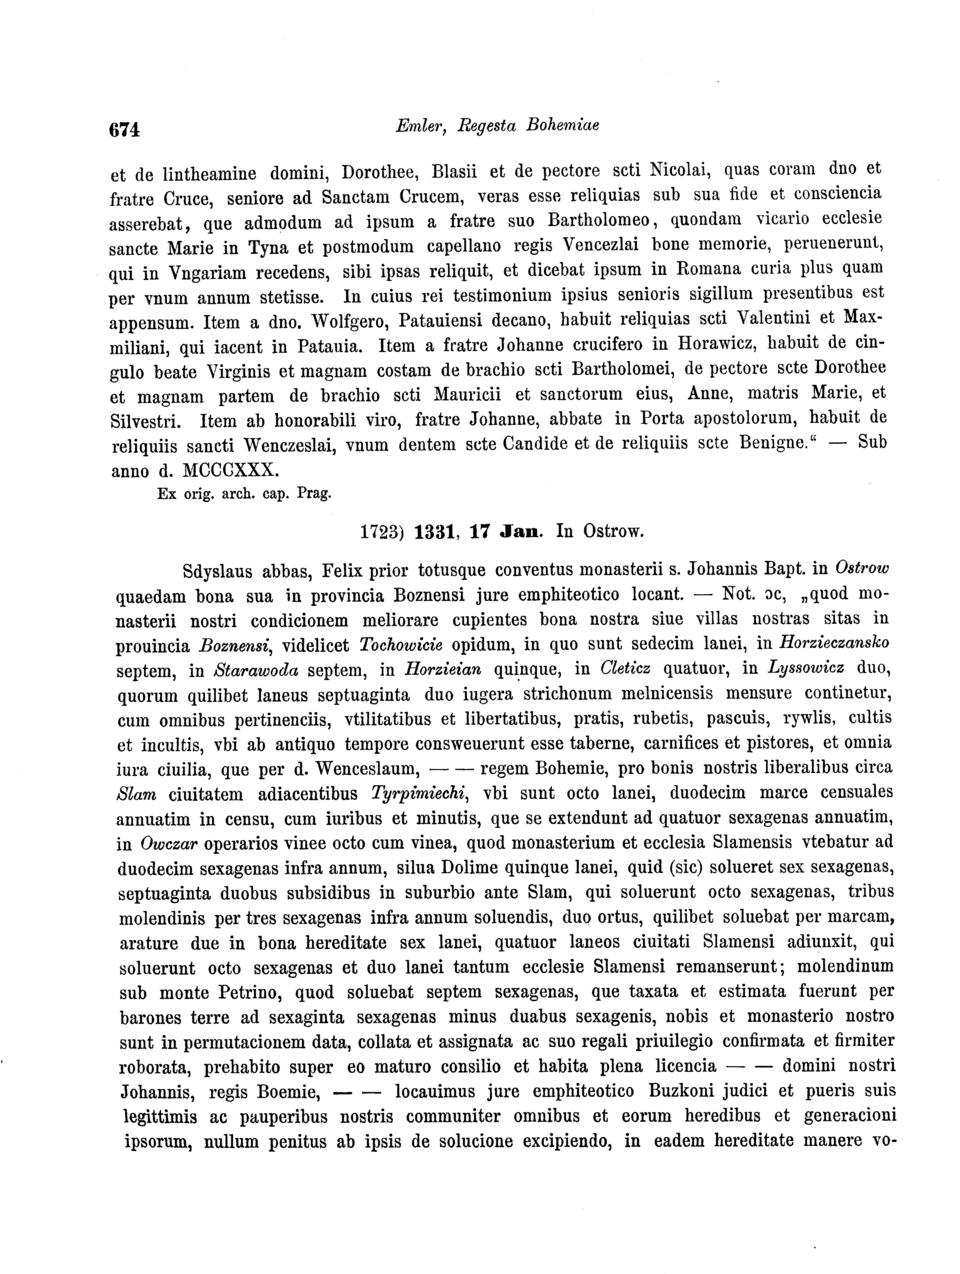 674 Emler, Regesta Bohemiae
et de lintheamine domini, Dorothee, Blasii et de pectore scti Nicolai, quas coram dno et
fratre Cruce, seniore ad Sanctam Crucem, veras esse reliquias sub sua fide et consciencia
asserebat, que admodum ad ipsum a fratre suo Bartholomeo, quondam vicario ecclesie
sancte Marie in Tyna et postmodum capellano regis Vencezlai bone memorie, peruenerunt,
qui in Vngariam recedens, sibi ipsas reliquit, et dicebat ipsum in Romana curia plus quam
per vnum annum stetisse. In cuius rei testimonium ipsius senioris sigillum presentibus est
appensum. Item a dno. Wolfgero, Patauiensi decano, habuit reliquias scti Valentini et Max-
miliani, qui iacent in Patauia. Item a fratre Johanne crucifero in Horawicz, habuit de cin-
gulo beate Virginis et magnam costam de brachio scti Bartholomei, de pectore scte Dorothee
et magnam partem de brachio scti Mauricii et sanctorum eius, Anne, matris Marie, et
Silvestri. Item ab honorabili viro, fratre Johanne, abbate in Porta apostolorum, habuit de
reliquiis sancti Wenczeslai, vnum dentem scte Candide et de reliquiis scte Benigne.“ — Sub
anno d. MCCCXXX.
Ex orig. arch. cap. Prag.
1723) 1331, 17 Jan. In Ostrow.
Sdyslaus abbas, Felix prior totusque conventus monasterii s. Johannis Bapt. in Ostrow
quaedam bona sua in provincia Boznensi jure emphiteotico locant. — Not. ɔc, „quod mo-
nasterii nostri condicionem meliorare cupientes bona nostra siue villas nostras sitas in
prouincia Boznensi, videlicet Tochowicie opidum, in quo sunt sedecim lanei, in Horzieczansko
septem, in Starawoda septem, in Horzieian quinque, in Cleticz quatuor, in Lyssowicz duo,
quorum quilibet laneus septuaginta duo iugera strichonum melnicensis mensure continetur,
cum omnibus pertinenciis, vtilitatibus et libertatibus, pratis, rubetis, pascuis, rywlis, cultis
et incultis, vbi ab antiquo tempore consweuerunt esse taberne, carnifices et pistores, et omnia
iura ciuilia, que per d. Wenceslaum, — — regem Bohemie, pro bonis nostris liberalibus circa
Slam ciuitatem adiacentibus Tyrpimiechi, vbi sunt octo lanei, duodecim marce censuales
annuatim in censu, cum iuribus et minutis, que se extendunt ad quatuor sexagenas annuatim,
in Owczar operarios vinee octo cum vinea, quod monasterium et ecclesia Slamensis vtebatur ad
duodecim sexagenas infra annum, silua Dolime quinque lanei, quid (sic) solueret sex sexagenas,
septuaginta duobus subsidibus in suburbio ante Slam, qui soluerunt octo sexagenas, tribus
molendinis per tres sexagenas infra annum soluendis, duo ortus, quilibet soluebat per marcam,
arature due in bona hereditate sex lanei, quatuor laneos ciuitati Slamensi adiunxit, qui
soluerunt octo sexagenas et duo lanei tantum ecclesie Slamensi remanserunt; molendinum
sub monte Petrino, quod soluebat septem sexagenas, que taxata et estimata fuerunt per
barones terre ad sexaginta sexagenas minus duabus sexagenis, nobis et monasterio nostro
sunt in permutacionem data, collata et assignata ac suo regali priuilegio confirmata et firmiter
roborata, prehabito super eo maturo consilio et habita plena licencia — — domini nostri
Johannis, regis Boemie, — — locauimus jure emphiteotico Buzkoni judici et pueris suis
legittimis ac pauperibus nostris communiter omnibus et eorum heredibus et generacioni
ipsorum, nullum penitus ab ipsis de solucione excipiendo, in eadem hereditate manere vo-